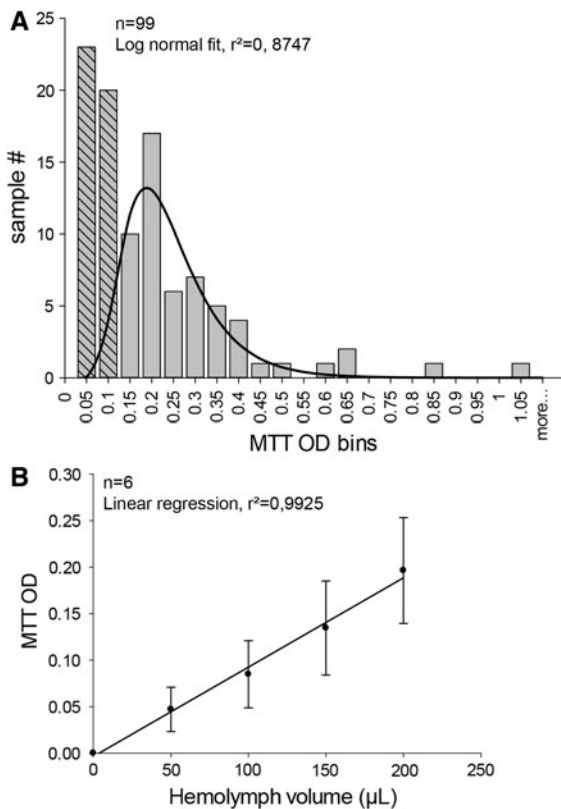 A
n=99
Log normal fit, r²=0, 8747
sample #
25
20
15
10
5
0
0 0.05 0.1 0.15 0.2 0.25 0.3 0.35 0.4 0.45 0.5 0.6 0.65 0.75 0.8 0.85 0.9 0.95 1 1.05 more...
MTT OD bins
B
n=6
Linear regression, r²=0,9925
MTT OD
0.30
0.25
0.20
0.15
0.10
0.05
0.00
0 50 100 150 200 250
Hemolymph volume (µL)